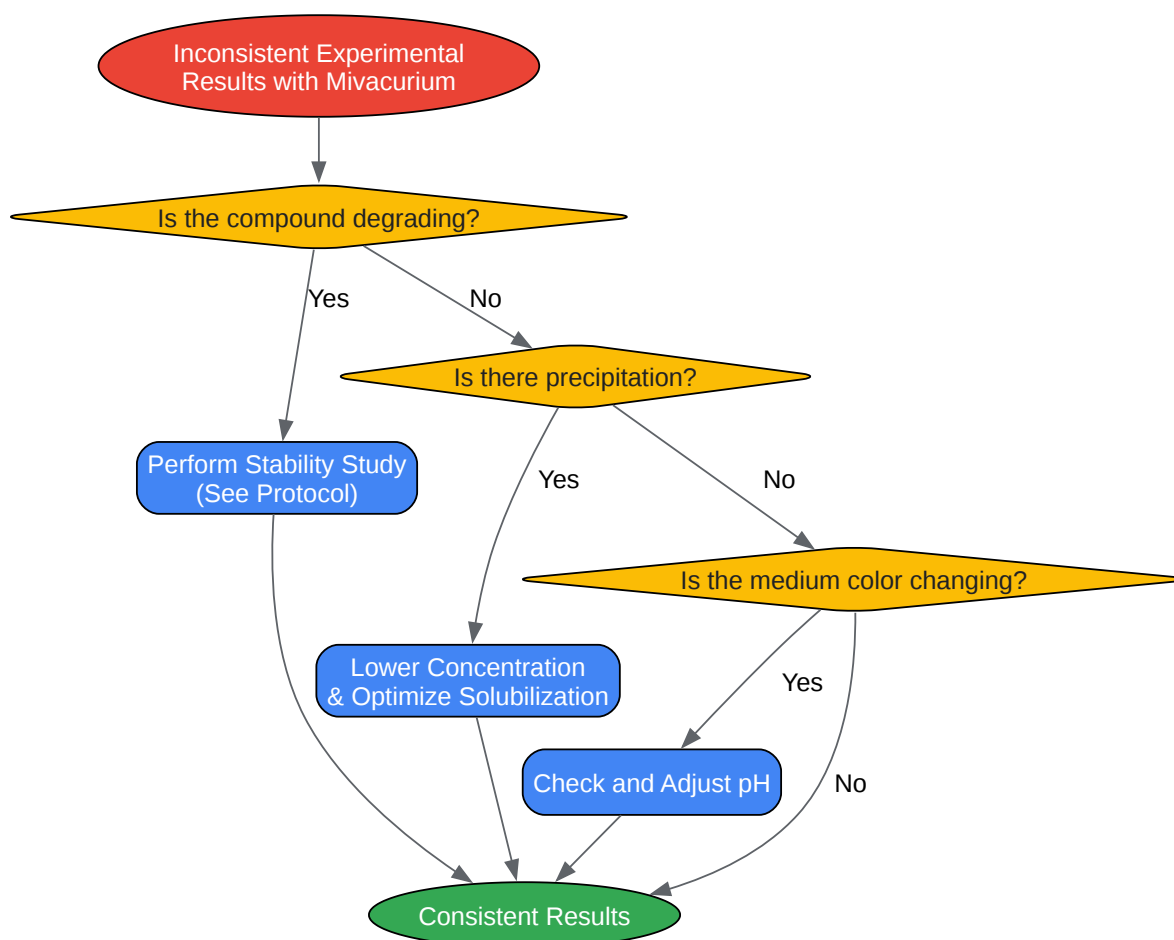 Inconsistent Experimental
Results with Mivacurium
Is the compound degrading?
Yes
No
Is there precipitation?
Perform Stability Study
(See Protocol)
Yes
No
Is the medium color changing?
Lower Concentration
& Optimize Solubilization
Yes
Check and Adjust pH
No
Consistent Results